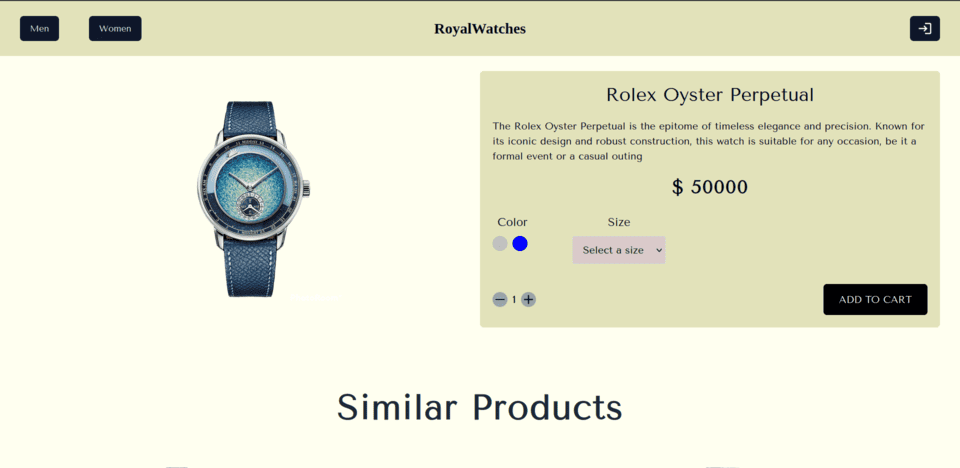 Men
Women
RoyalWatches
Rolex Oyster Perpetual
The Rolex Oyster Perpetual is the epitome of timeless elegance and precision. Known for
its iconic design and robust construction, this watch is suitable for any occasion, be it a
formal event or a casual outing
$ 50000
Color
Size
Select a size
1
ADD TO CART
Similar Products